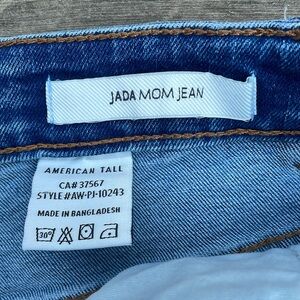 JADA MOM JEAN
AMERICAN TALL
CA# 37567
STYLE#AW-PJ-10243
MADE IN BANGLADESH
30°